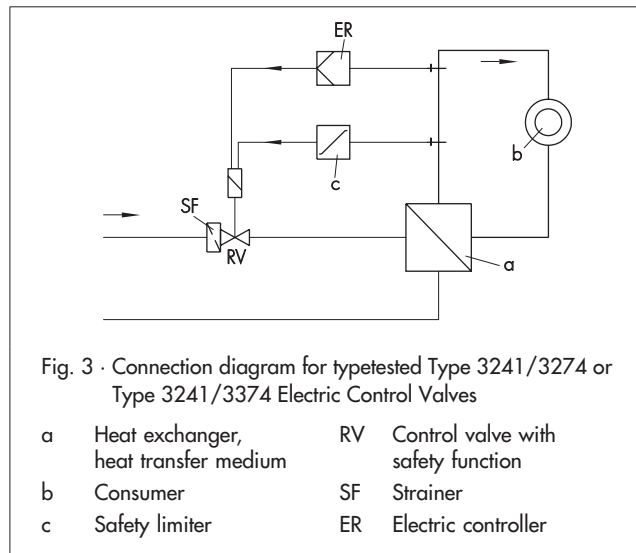 ER
b
c
SF
RV
a
Fig. 3 · Connection diagram for typetested Type 3241/3274 or
Type 3241/3374 Electric Control Valves
a Heat exchanger,
heat transfer medium
b Consumer
c Safety limiter
RV Control valve with
safety function
SF Strainer
ER Electric controller